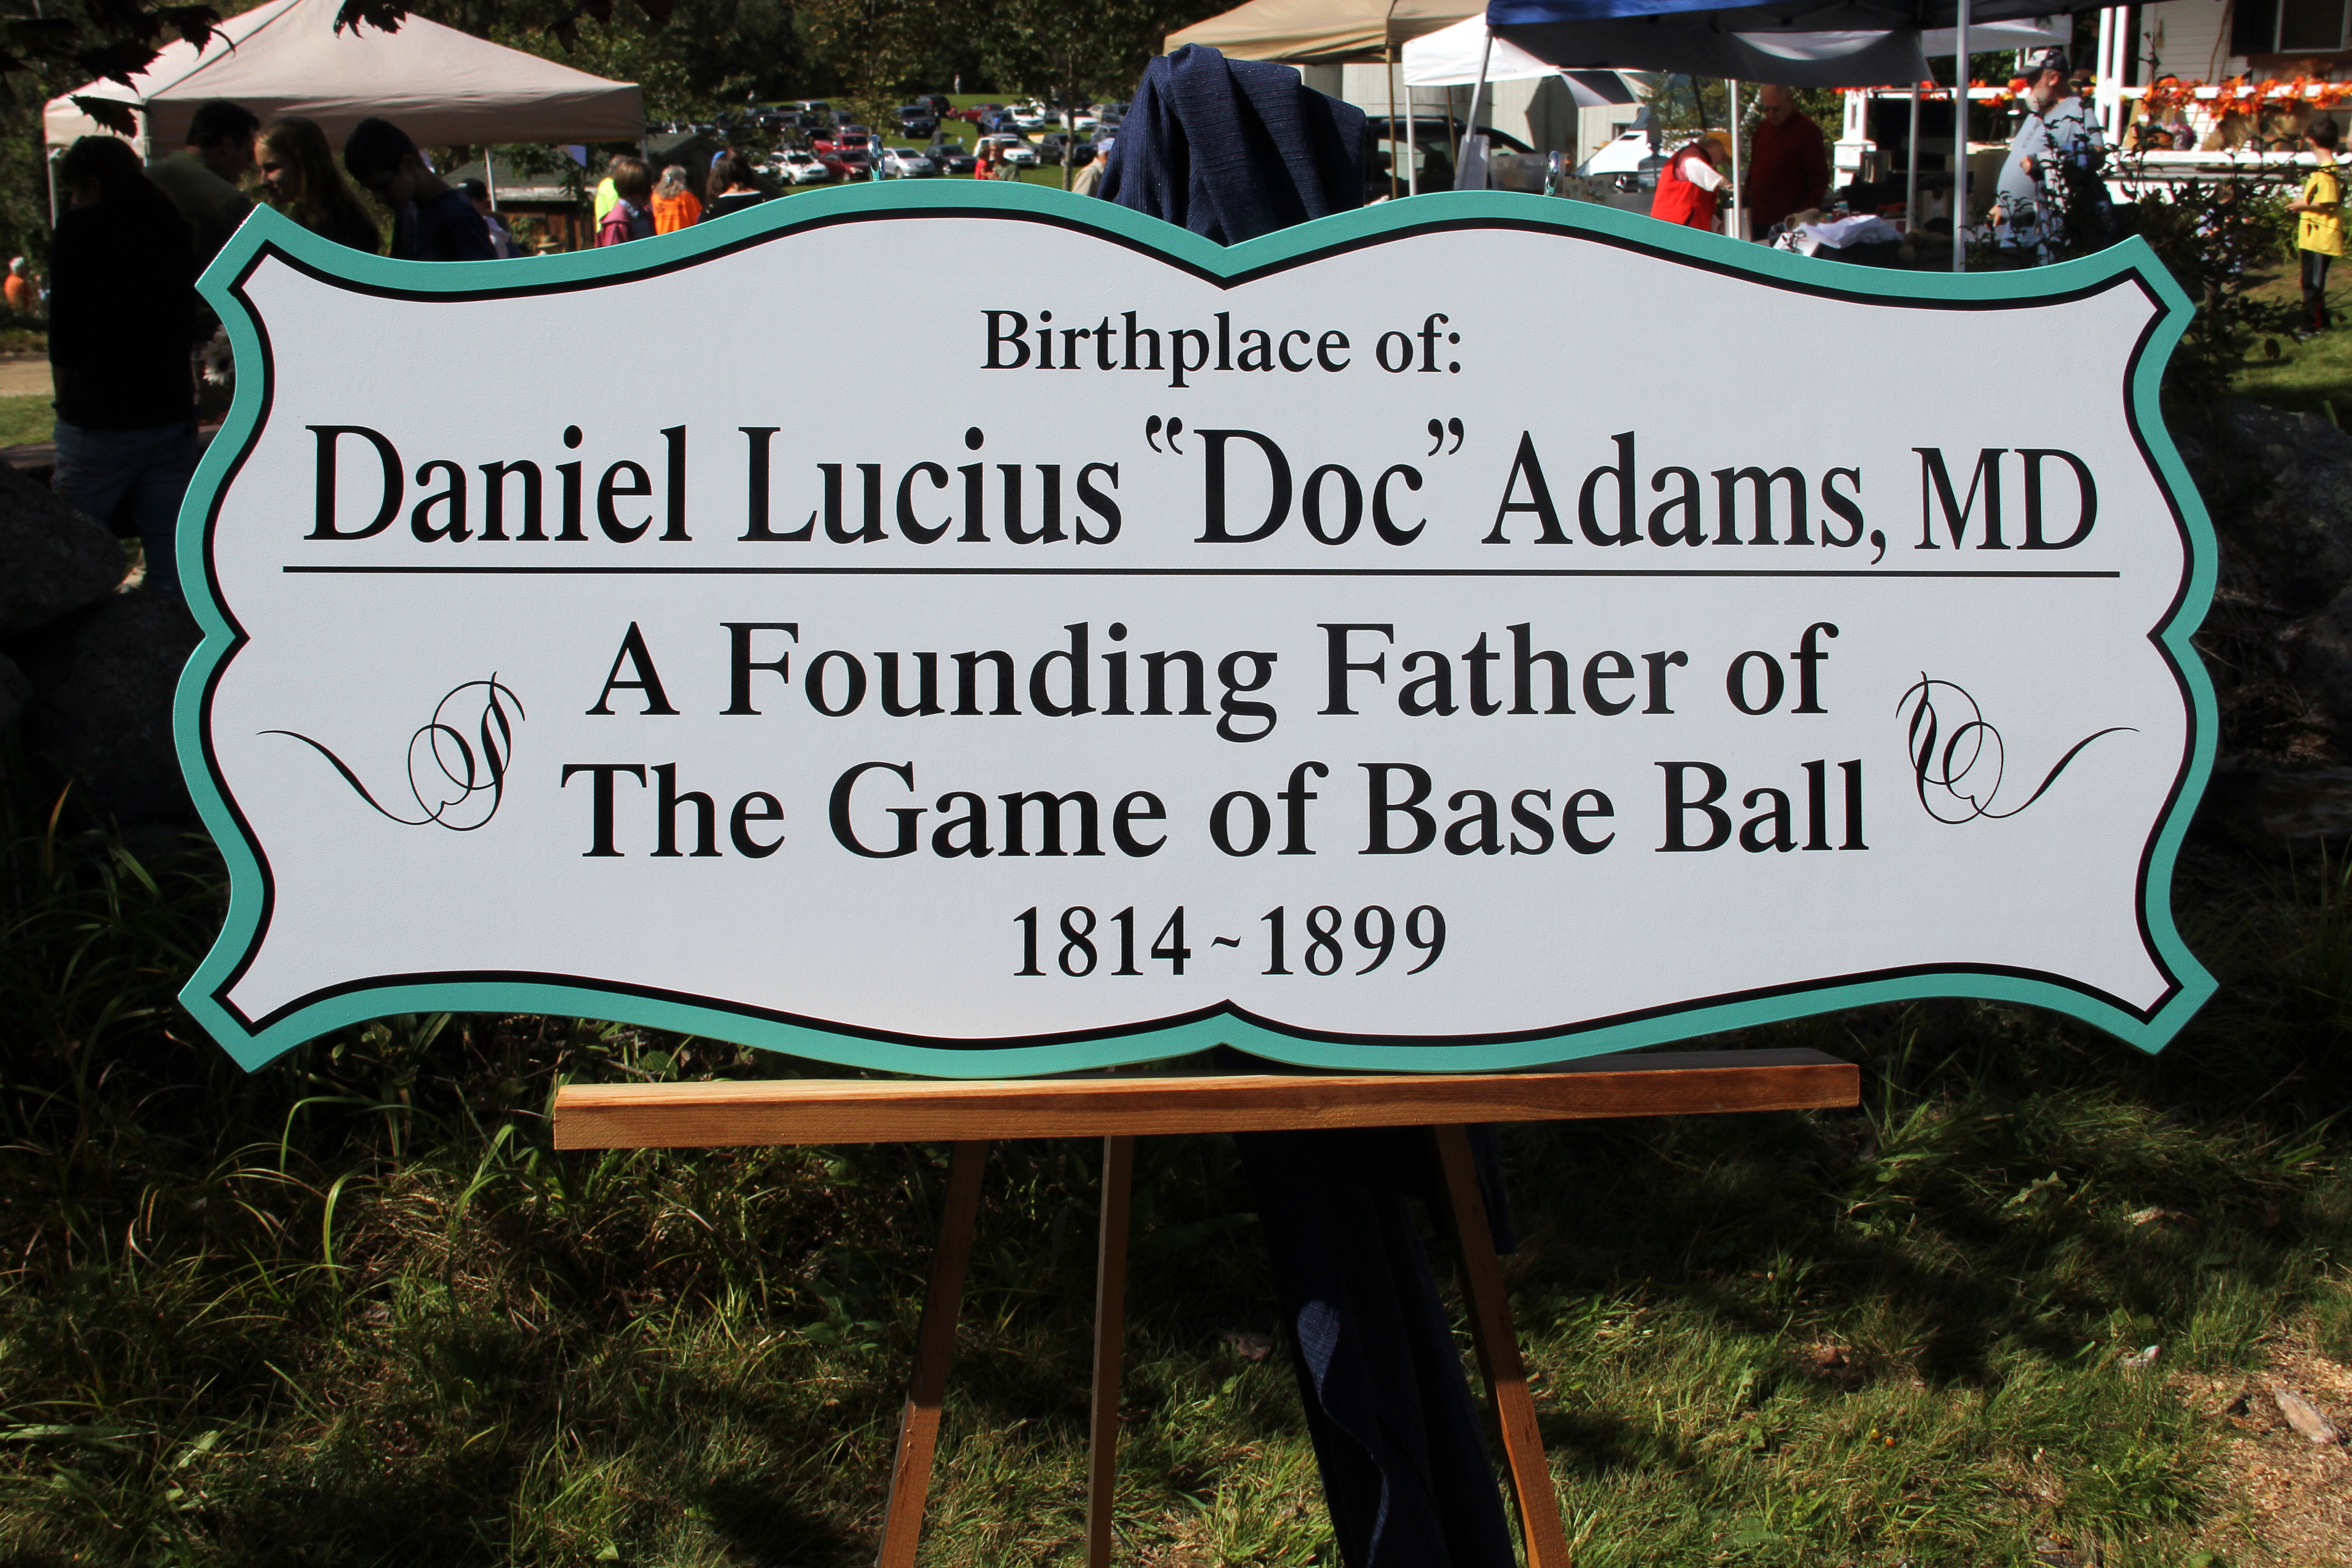 Birthplace of:
Daniel Lucius “Doc” Adams, MD
A Founding Father of
The Game of Base Ball
1814 ~ 1899